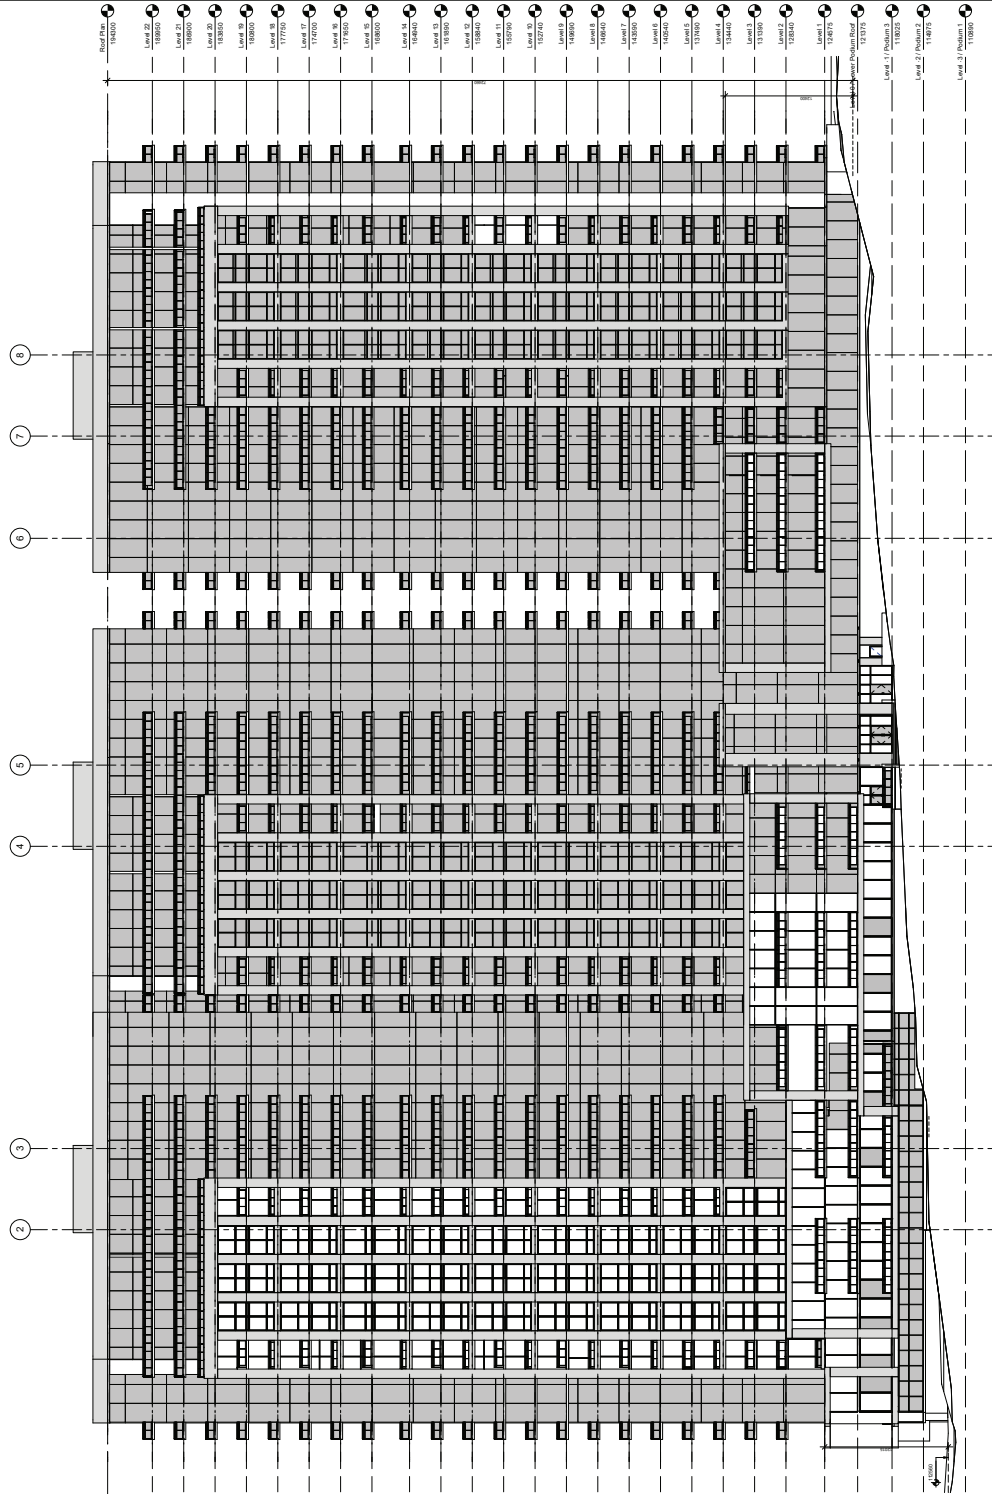 Roof Plan
194300
Level 22
189950
Level 21
186900
Level 20
183850
Level 19
180800
Level 18
177750
Level 17
174700
Level 16
171650
Level 15
168600
Level 14
164940
Level 13
161890
Level 12
158840
Level 11
155790
Level 10
152740
Level 9
149690
Level 8
146640
Level 7
143590
Level 6
140540
Level 5
137490
Level 4
134440
Level 3
131390
Level 2
128340
Level 1
124575
121375
Level -1 / Podium 3
118025
Level -2 / Podium 2
114975
Level -3 / Podium 1
110890
8
7
6
5
4
3
2